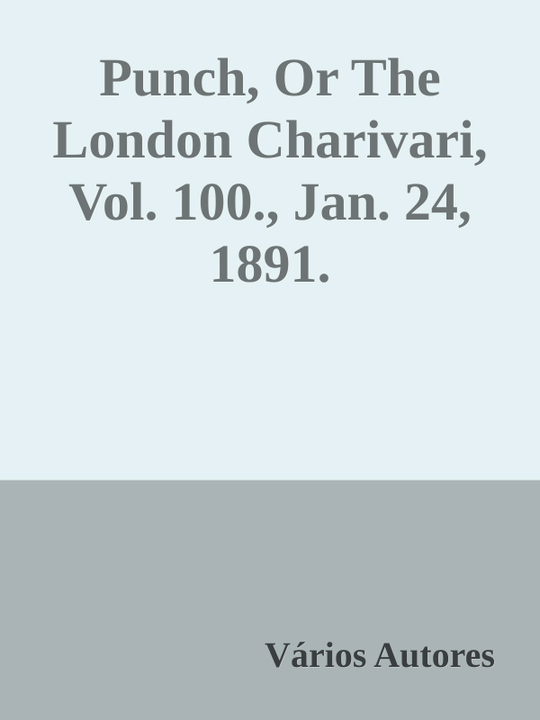 Punch, Or The
London Charivari,
Vol. 100., Jan. 24,
1891.
Vários Autores